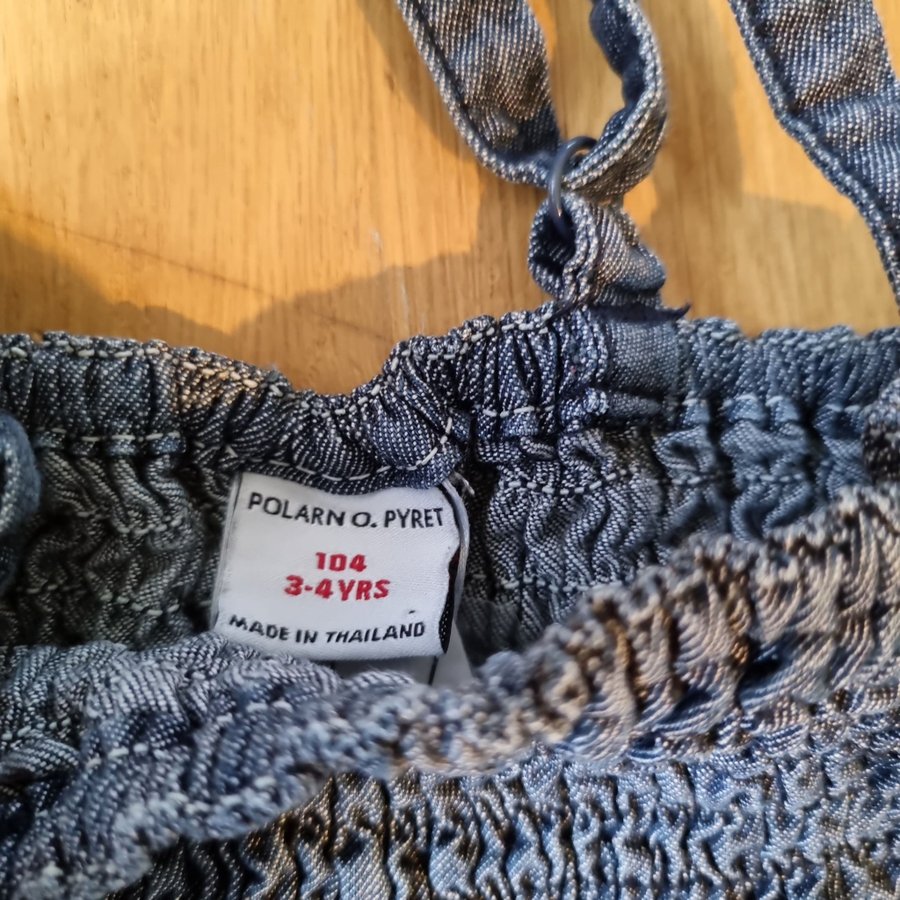 POLARN O. PYRET
104
3-4 YRS
MADE IN THAILAND